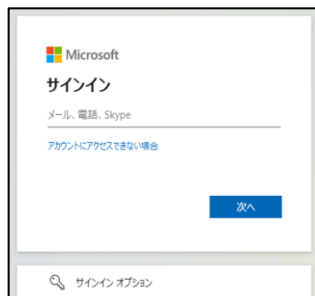 Microsoft
サインイン
メール、電話、Skype
アカウントにアクセスできない場合
次へ
サインイン オプション